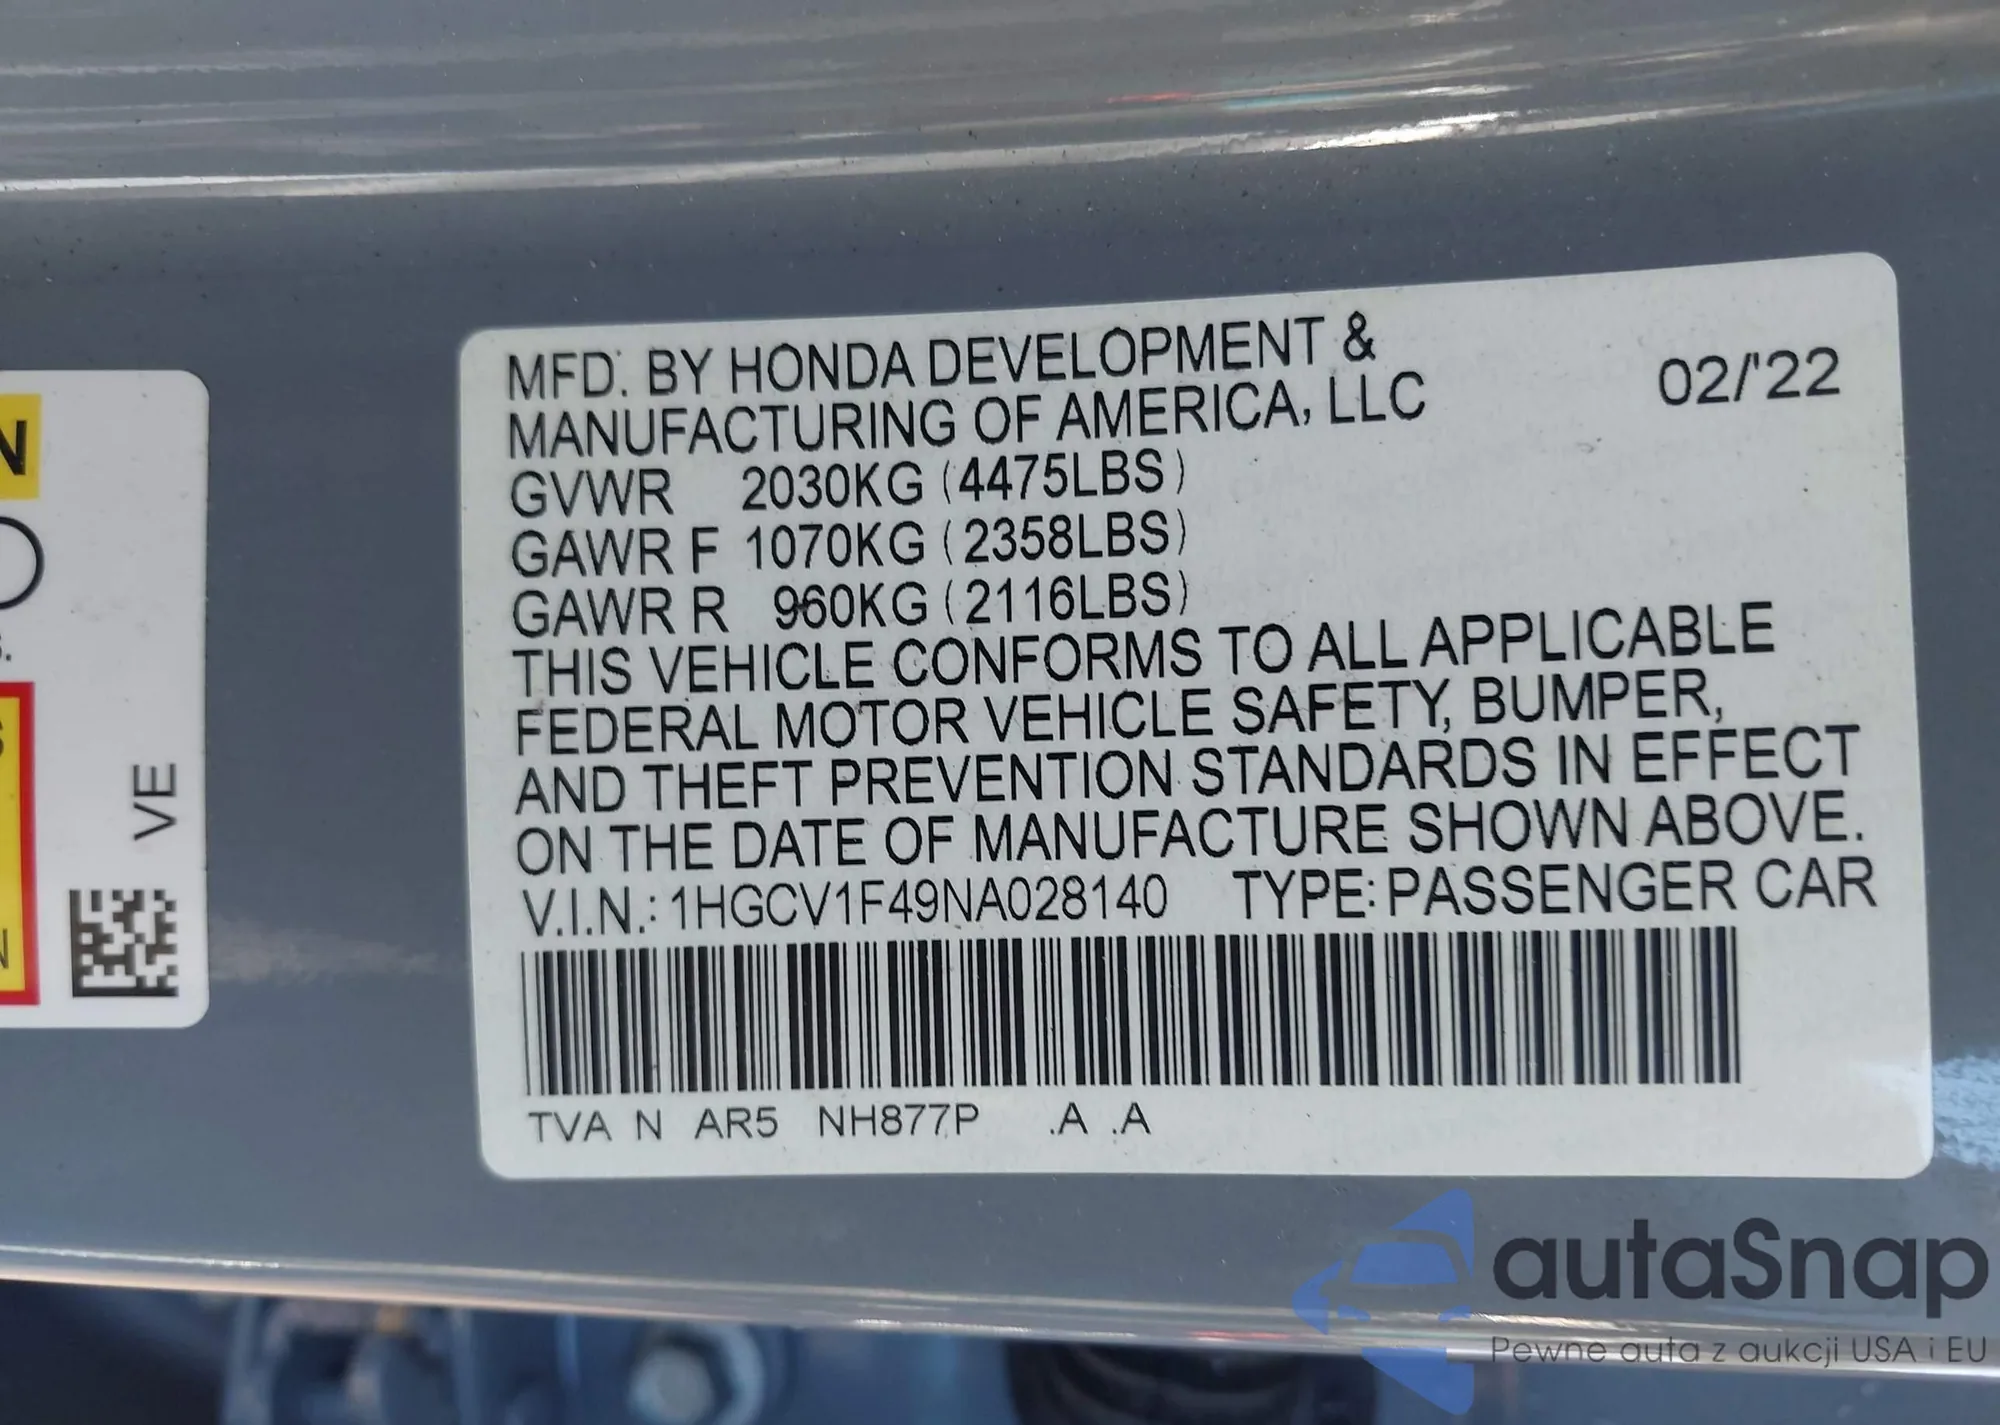 MFD. BY HONDA DEVELOPMENT &
MANUFACTURING OF AMERICA, LLC
02/'22
GVWR 2030KG (4475LBS)
GAWR F 1070KG (2358LBS)
GAWR R 960KG (2116LBS)
THIS VEHICLE CONFORMS TO ALL APPLICABLE
FEDERAL MOTOR VEHICLE SAFETY, BUMPER,
AND THEFT PREVENTION STANDARDS IN EFFECT
ON THE DATE OF MANUFACTURE SHOWN ABOVE.
V.I.N.: 1HGCV1F49NA028140 TYPE: PASSENGER CAR
TVA N AR5 NH877P .A .A
N
VE
N
autaSnap
Pewne auta z aukcji USA i EU